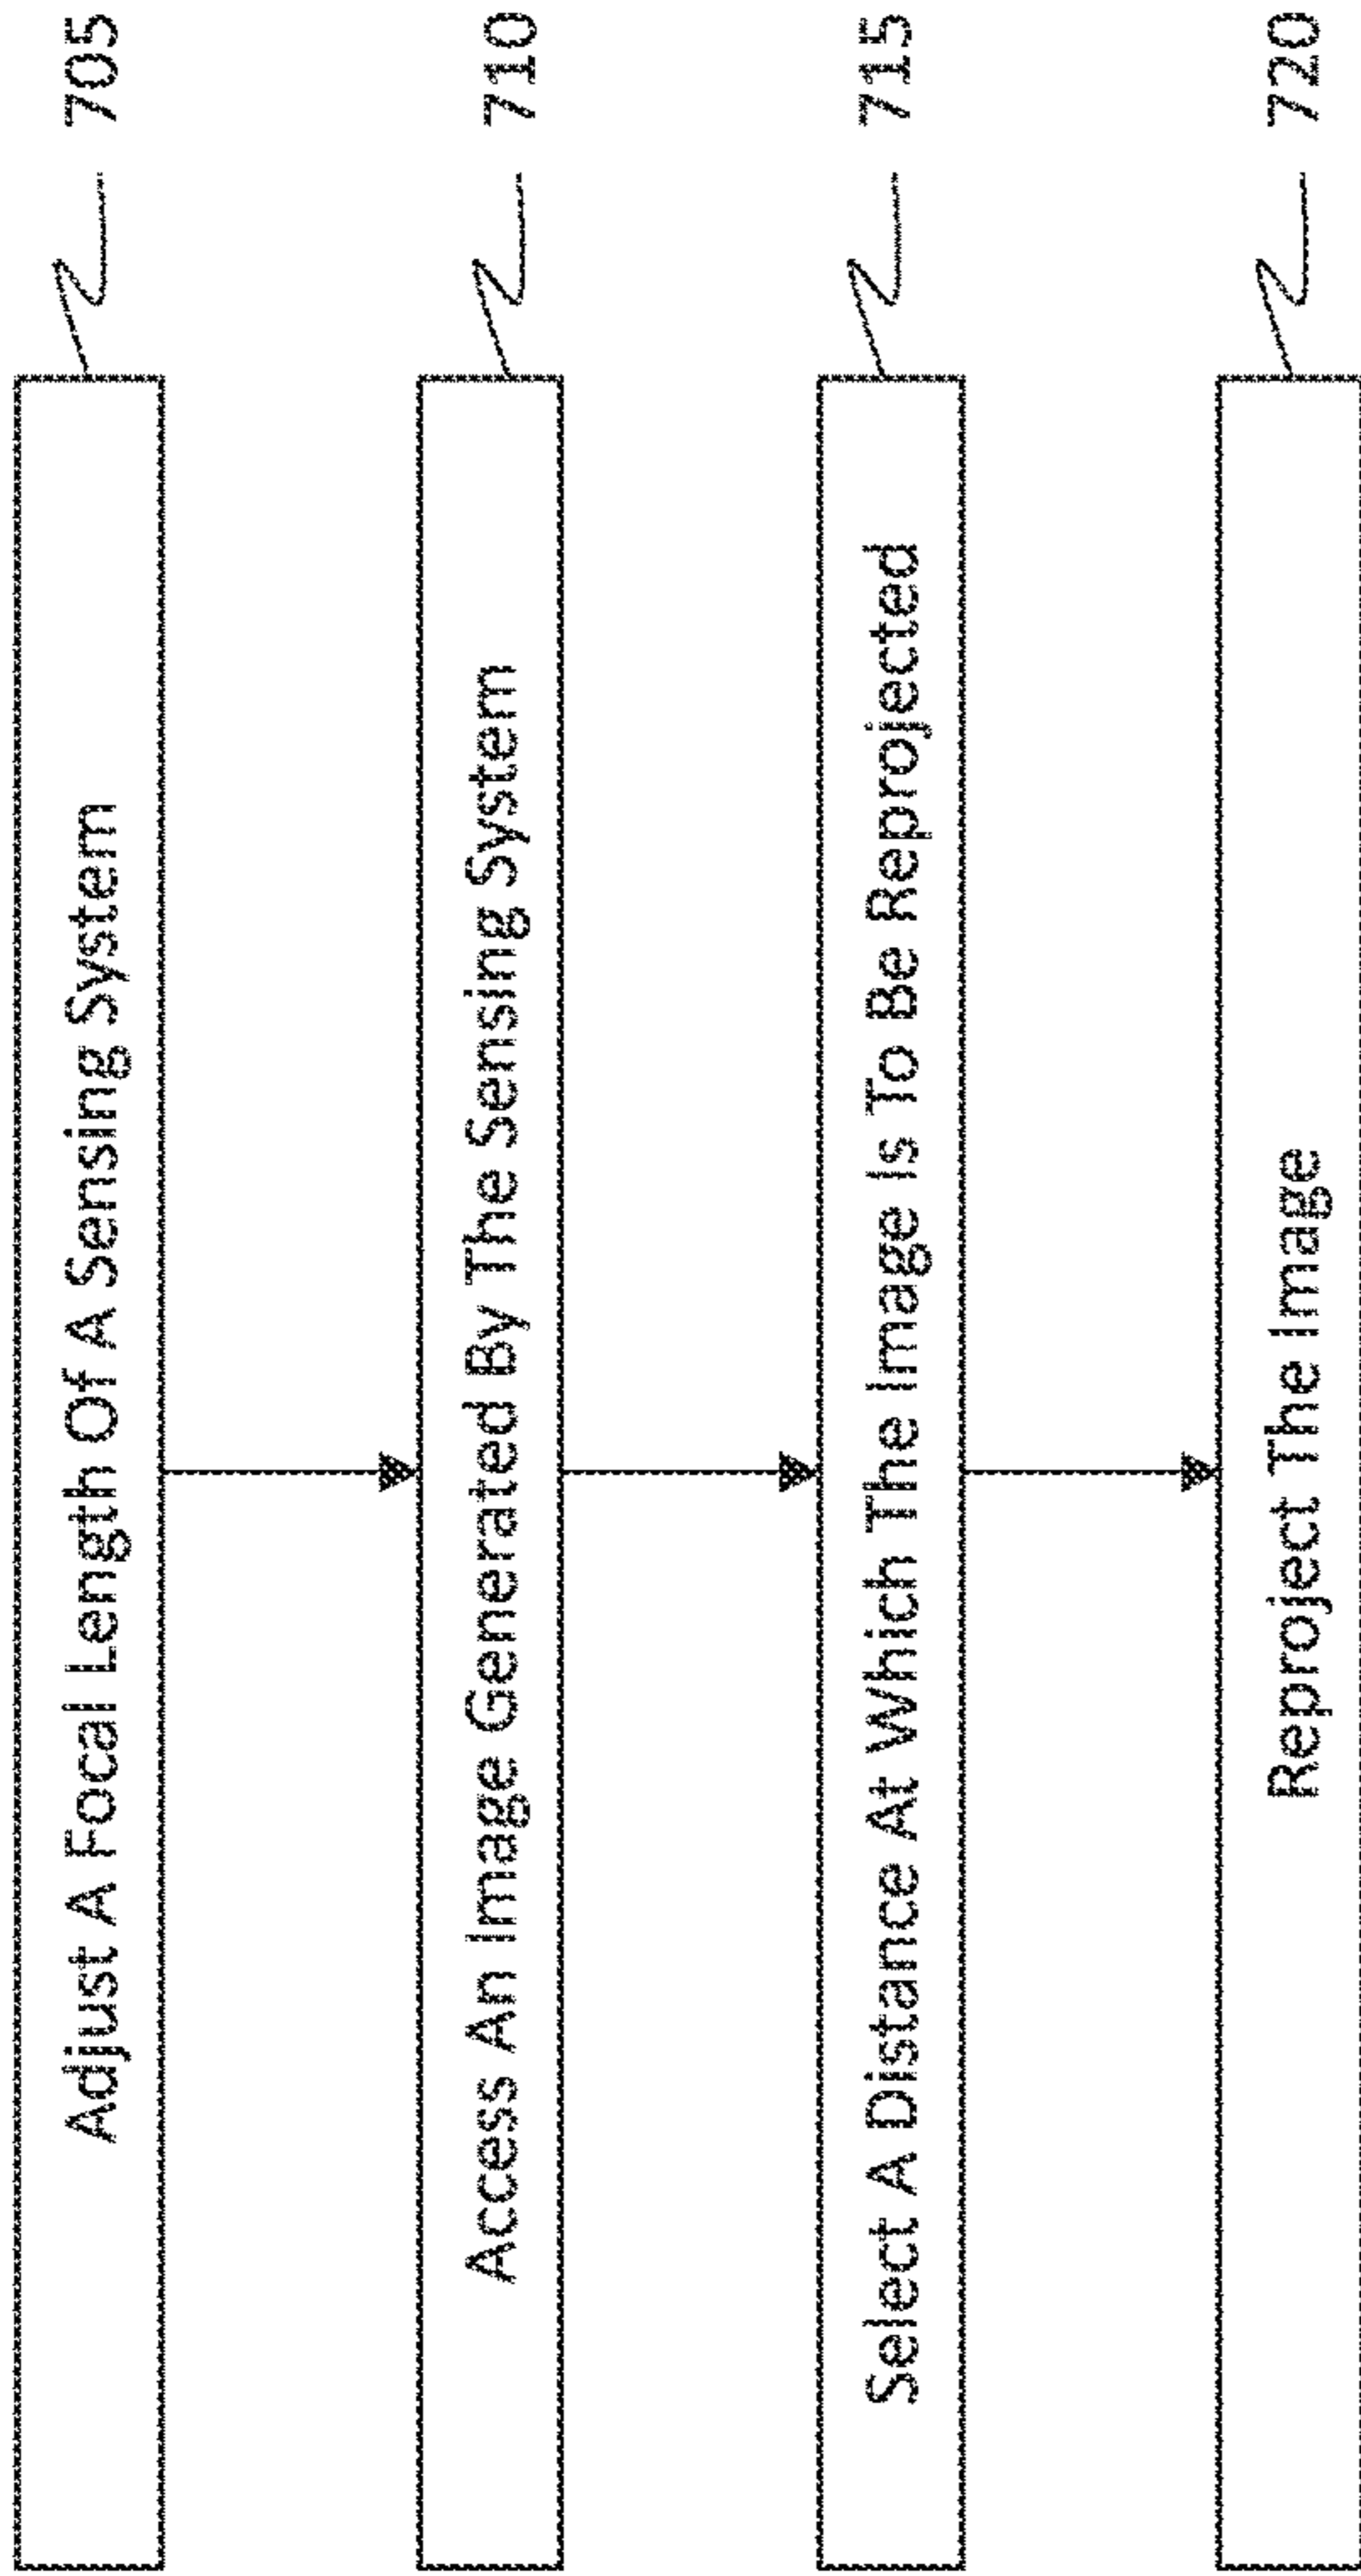 Adjust A Focal Length Of A Sensing System
705
Access An Image Generated By The Sensing System
710
Select A Distance At Which The Image Is To Be Reprojected
715
Reproject The Image
720